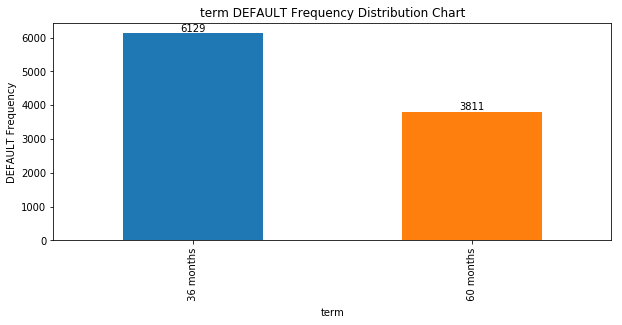 term DEFAULT Frequency Distribution Chart
6129
3811
6000
5000
4000
3000
2000
1000
0
DEFAULT Frequency
36 months
60 months
term